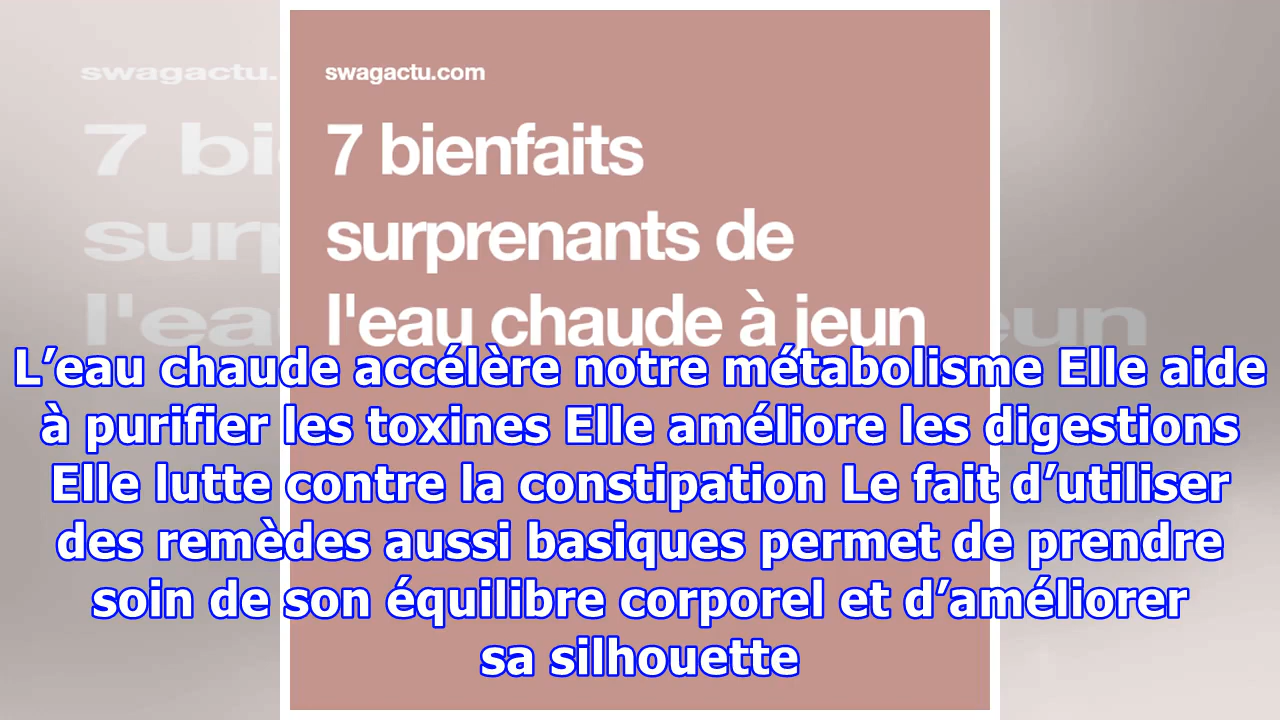 swagactu.com
7 bienfaits
surprenants de
l'eau chaude à jeun
L’eau chaude accélère notre métabolisme Elle aide
à purifier les toxines Elle améliore les digestions
Elle lutte contre la constipation Le fait d’utiliser
des remèdes aussi basiques permet de prendre
soin de son équilibre corporel et d’améliorer
sa silhouette